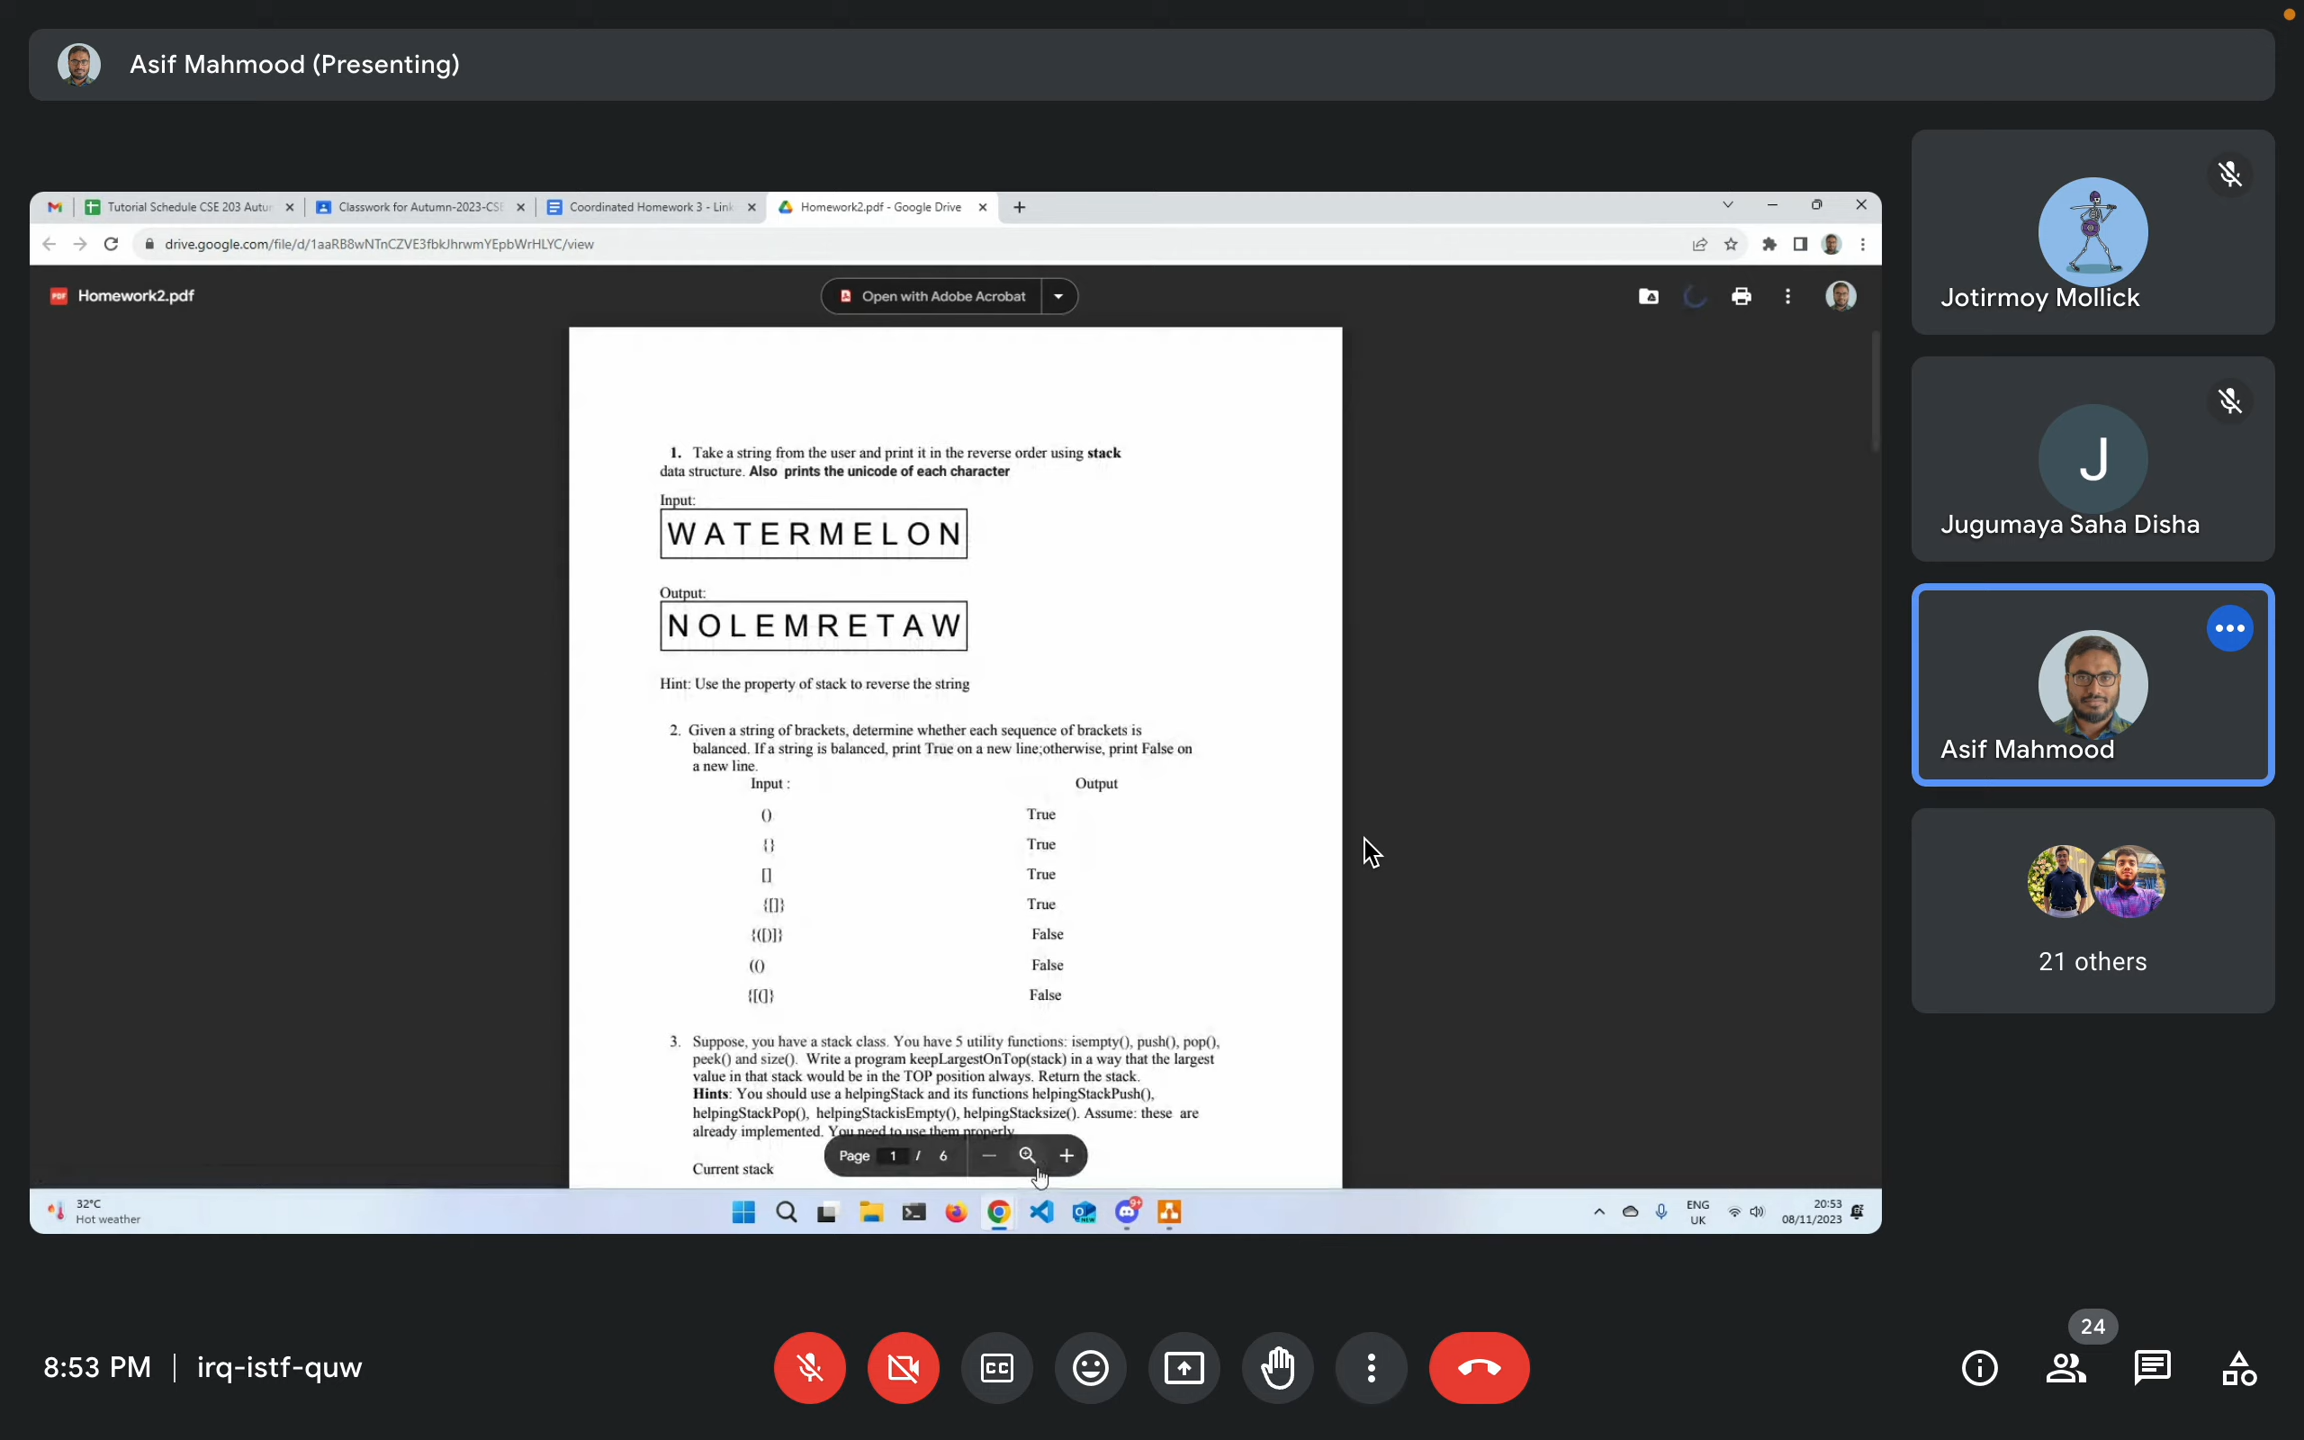 Asif Mahmood (Presenting)
Tutorial Schedule CSE 203 Autur
Classwork for Autumn-2023-CSE
Coordinated Homework 3 - Link
Homework2.pdf - Google Drive
drive.google.com/file/d/1aaRB8wNTnCZVE3fbkJhrwmYEpbWrHLYC/view
PDF Homework2.pdf
Open with Adobe Acrobat
1. Take a string from the user and print it in the reverse order using stack
data structure. Also prints the unicode of each character
Input:
W A T E R M E L O N
Output:
N O L E M R E T A W
Hint: Use the property of stack to reverse the string
2. Given a string of brackets, determine whether each sequence of brackets is
balanced. If a string is balanced, print True on a new line;otherwise, print False on
a new line.
Input : Output
() True
{} True
[] True
{[]} True
{([)]} False
(() False
{[(]} False
3. Suppose, you have a stack class. You have 5 utility functions: isempty(), push(), pop(),
peek() and size(). Write a program keepLargestOnTop(stack) in a way that the largest
value in that stack would be in the TOP position always. Return the stack.
Hints: You should use a helpingStack and its functions helpingStackPush(),
helpingStackPop(), helpingStackisEmpty(), helpingStacksize(). Assume: these are
already implemented. You need to use them properly
Current stack
Page 1 / 6
32°C
Hot weather
ENG
UK
20:53
08/11/2023
Jotirmoy Mollick
J
Jugumaya Saha Disha
Asif Mahmood
21 others
8:53 PM | irq-istf-quw
24